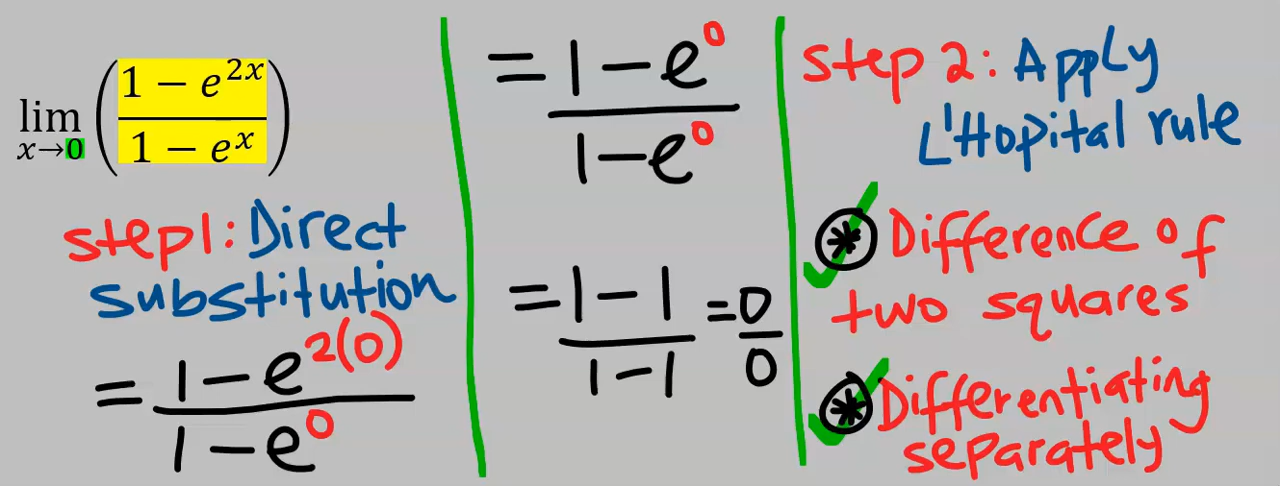 lim x→0 ( (1 − e^{2x}) / (1 − e^x) )
step1: Direct
substitution
= (1 − e^{2(0)}) / (1 − e^0)
= (1 − e^0) / (1 − e^0)
= (1 − 1) / (1 − 1) = 0/0
step 2: Apply
L'Hopital rule
✓ ⊛ Difference of
two squares
✓ ⊛ Differentiating
separately